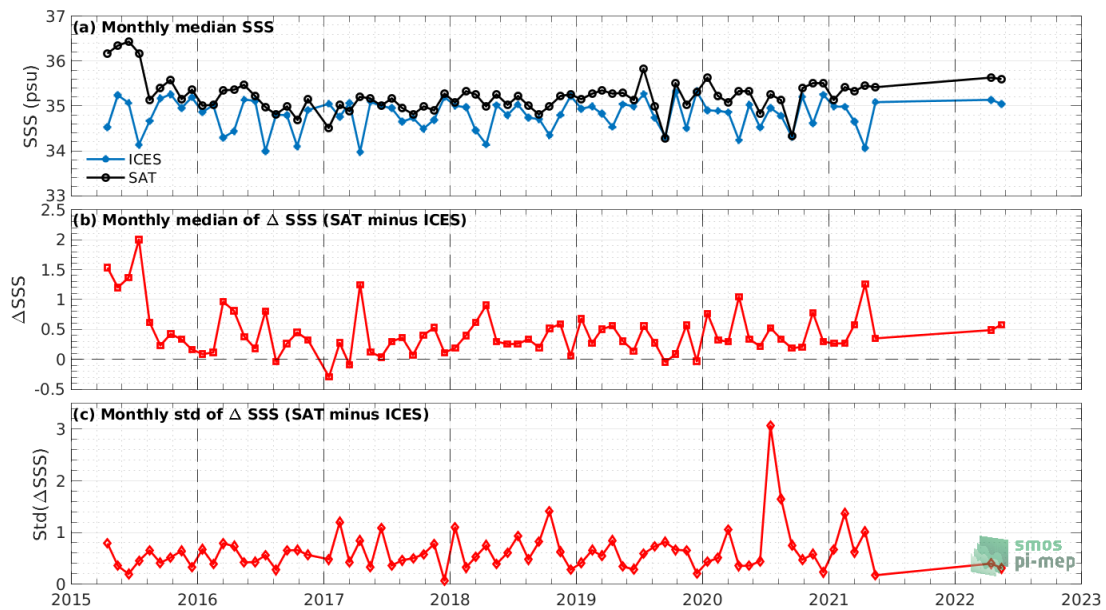 (a) Monthly median SSS
37
36
35
34
33
SSS (psu)
ICES
SAT
(b) Monthly median of Δ SSS (SAT minus ICES)
2.5
2
1.5
1
0.5
0
-0.5
ΔSSS
(c) Monthly std of Δ SSS (SAT minus ICES)
3
2
1
0
Std(ΔSSS)
smos
pi-mep
2015 2016 2017 2018 2019 2020 2021 2022 2023